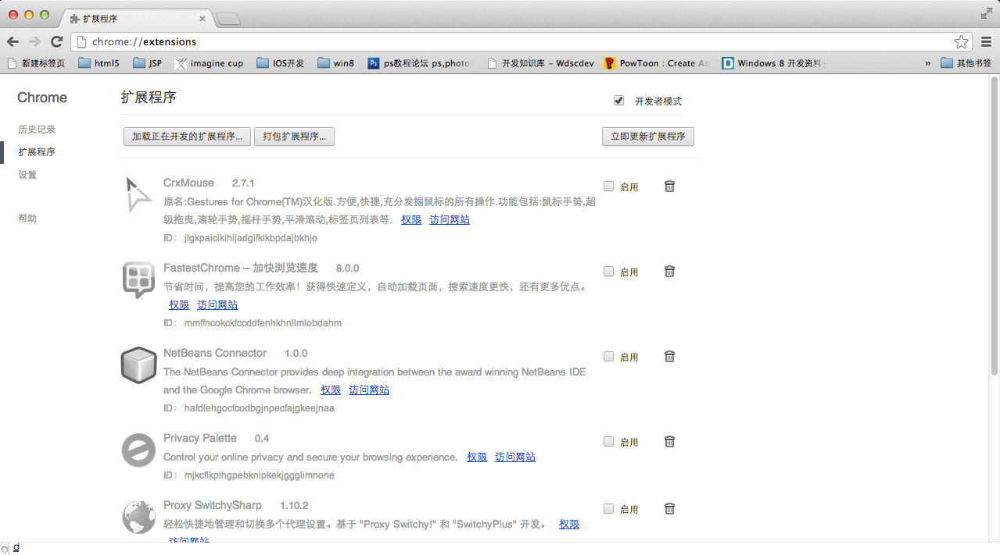 扩展程序
chrome://extensions
新建标签页 html5 JSP imagine cup IOS开发 win8 ps教程论坛 ps,photos 开发知识库 - Wdscdev PowToon : Create An Windows 8 开发资料 » 其他书签
Chrome
历史记录
扩展程序
设置
帮助
扩展程序 开发者模式
加载正在开发的扩展程序... 打包扩展程序... 立即更新扩展程序
CrxMouse 2.7.1 启用
原名:Gestures for Chrome(TM)汉化版.方便,快捷,充分发掘鼠标的所有操作.功能包括:鼠标手势,超
级拖曳,滚轮手势,摇杆手势,平滑滚动,标签页列表等. 权限 访问网站
ID： jlgkpaicikihijadgifklkbpdajbkhjo
FastestChrome – 加快浏览速度 8.0.0 启用
节省时间，提高您的工作效率！获得快速定义，自动加载页面，搜索速度更快，还有更多优点。
权限 访问网站
ID： mmffncokckfccddfenhkhnllmlobdahm
NetBeans Connector 1.0.0 启用
The NetBeans Connector provides deep integration between the award winning NetBeans IDE
and the Google Chrome browser. 权限 访问网站
ID： hafdlehgocfcodbgjnpecfajgkeejnaa
Privacy Palette 0.4 启用
Control your online privacy and secure your browsing experience. 权限 访问网站
ID： mjkcflkplhgpebknipkekjggglimnone
Proxy SwitchySharp 1.10.2 启用
轻松快捷地管理和切换多个代理设置。基于 "Proxy Switchy!" 和 "SwitchyPlus" 开发。 权限
访问网站
d